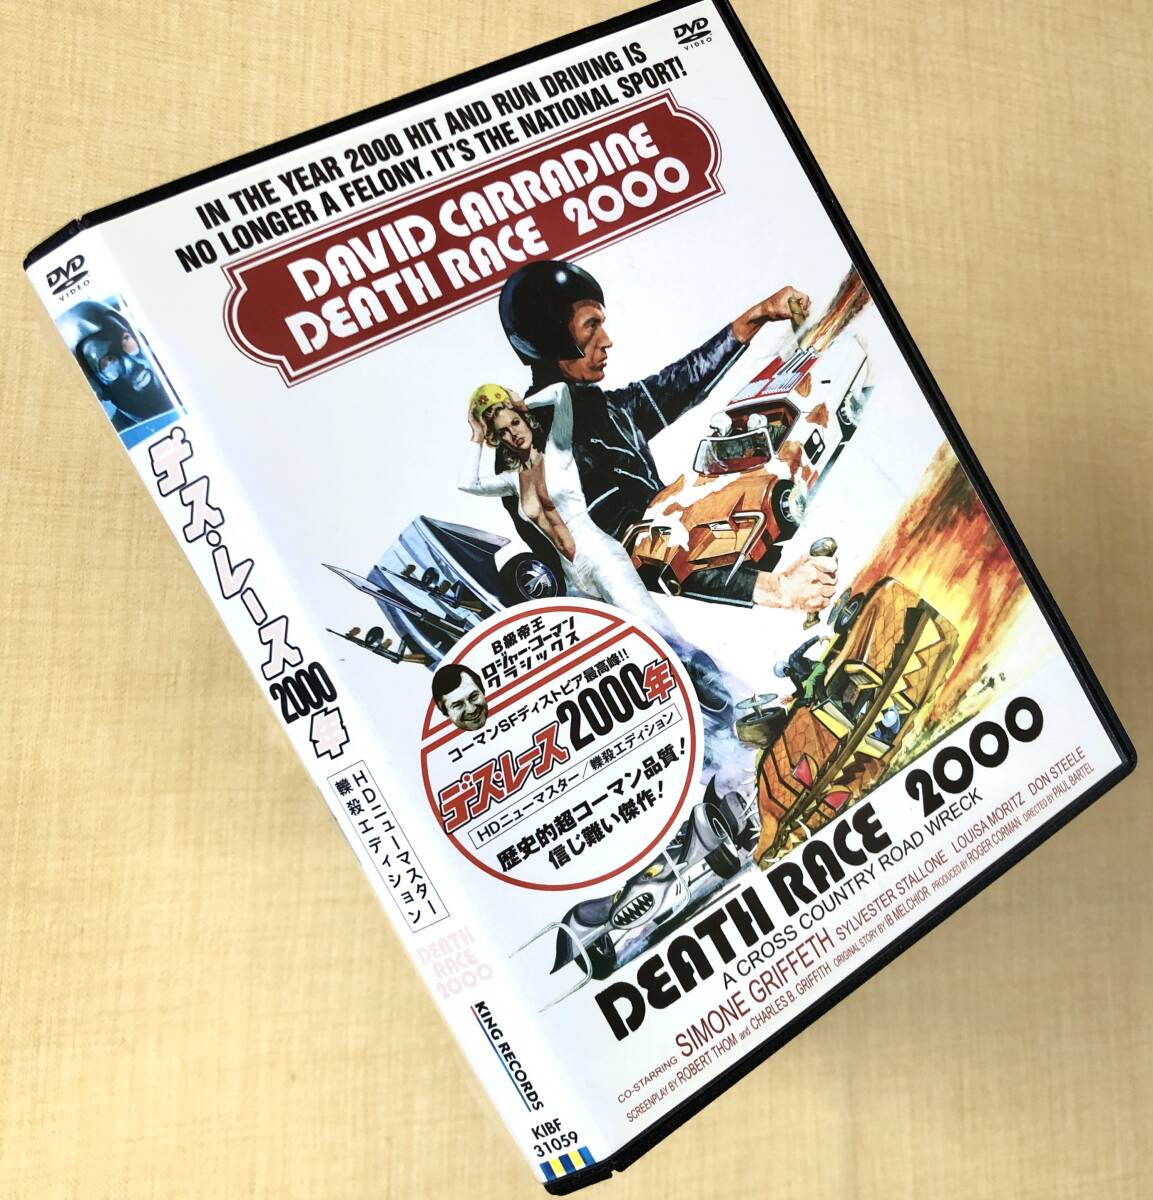 DVD
VIDEO
デス・レース2000年
HDニューマスター
轢殺エディション
DEATH
RACE
2000
KING RECORDS
KIBF
31059
DVD
VIDEO
IN THE YEAR 2000 HIT AND RUN DRIVING IS
NO LONGER A FELONY. IT'S THE NATIONAL SPORT!
DAVID CARRADINE
DEATH RACE 2000
9
B級帝王
ロジャー・コーマン
クラシックス
コーマンSFディストピア最高峰!!
デス・レース2000年
HDニューマスター/轢殺エディション
歴史的超コーマン品質!
信じ難い傑作!
DEATH RACE 2000
A CROSS COUNTRY ROAD WRECK
CO-STARRING SIMONE GRIFFETH SYLVESTER STALLONE LOUISA MORITZ DON STEELE
SCREENPLAY BY ROBERT THOM and CHARLES B. GRIFFITH ORIGINAL STORY BY IB MELCHIOR PRODUCED BY ROGER CORMAN DIRECTED BY PAUL BARTEL